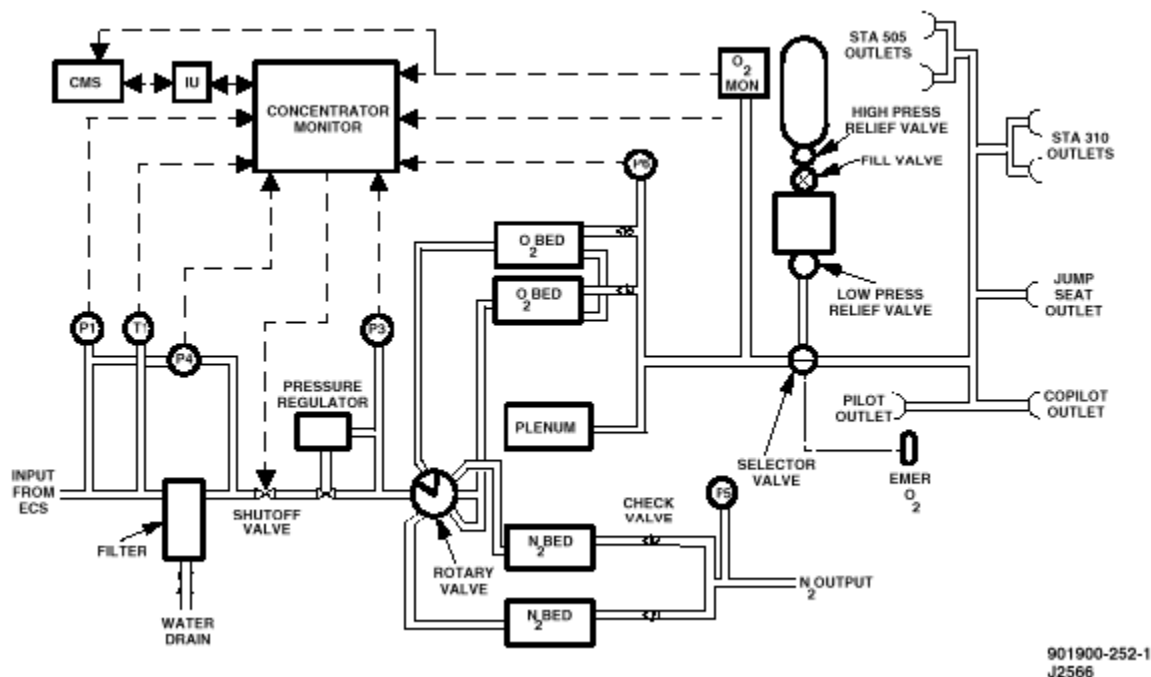 STA 505
OUTLETS
O2
MON
CMS
IU
CONCENTRATOR
MONITOR
HIGH PRESS
RELIEF VALVE
FILL VALVE
STA 310
OUTLETS
P6
O2 BED
O2 BED
LOW PRESS
RELIEF VALVE
JUMP
SEAT
OUTLET
P1
T1
P4
P3
PRESSURE
REGULATOR
PLENUM
PILOT
OUTLET
COPILOT
OUTLET
SELECTOR
VALVE
EMER
O2
INPUT
FROM
ECS
SHUTOFF
VALVE
FILTER
ROTARY
VALVE
CHECK
VALVE
P5
N2 BED
N2 OUTPUT
N2 BED
WATER
DRAIN
901900-252-1
J2566